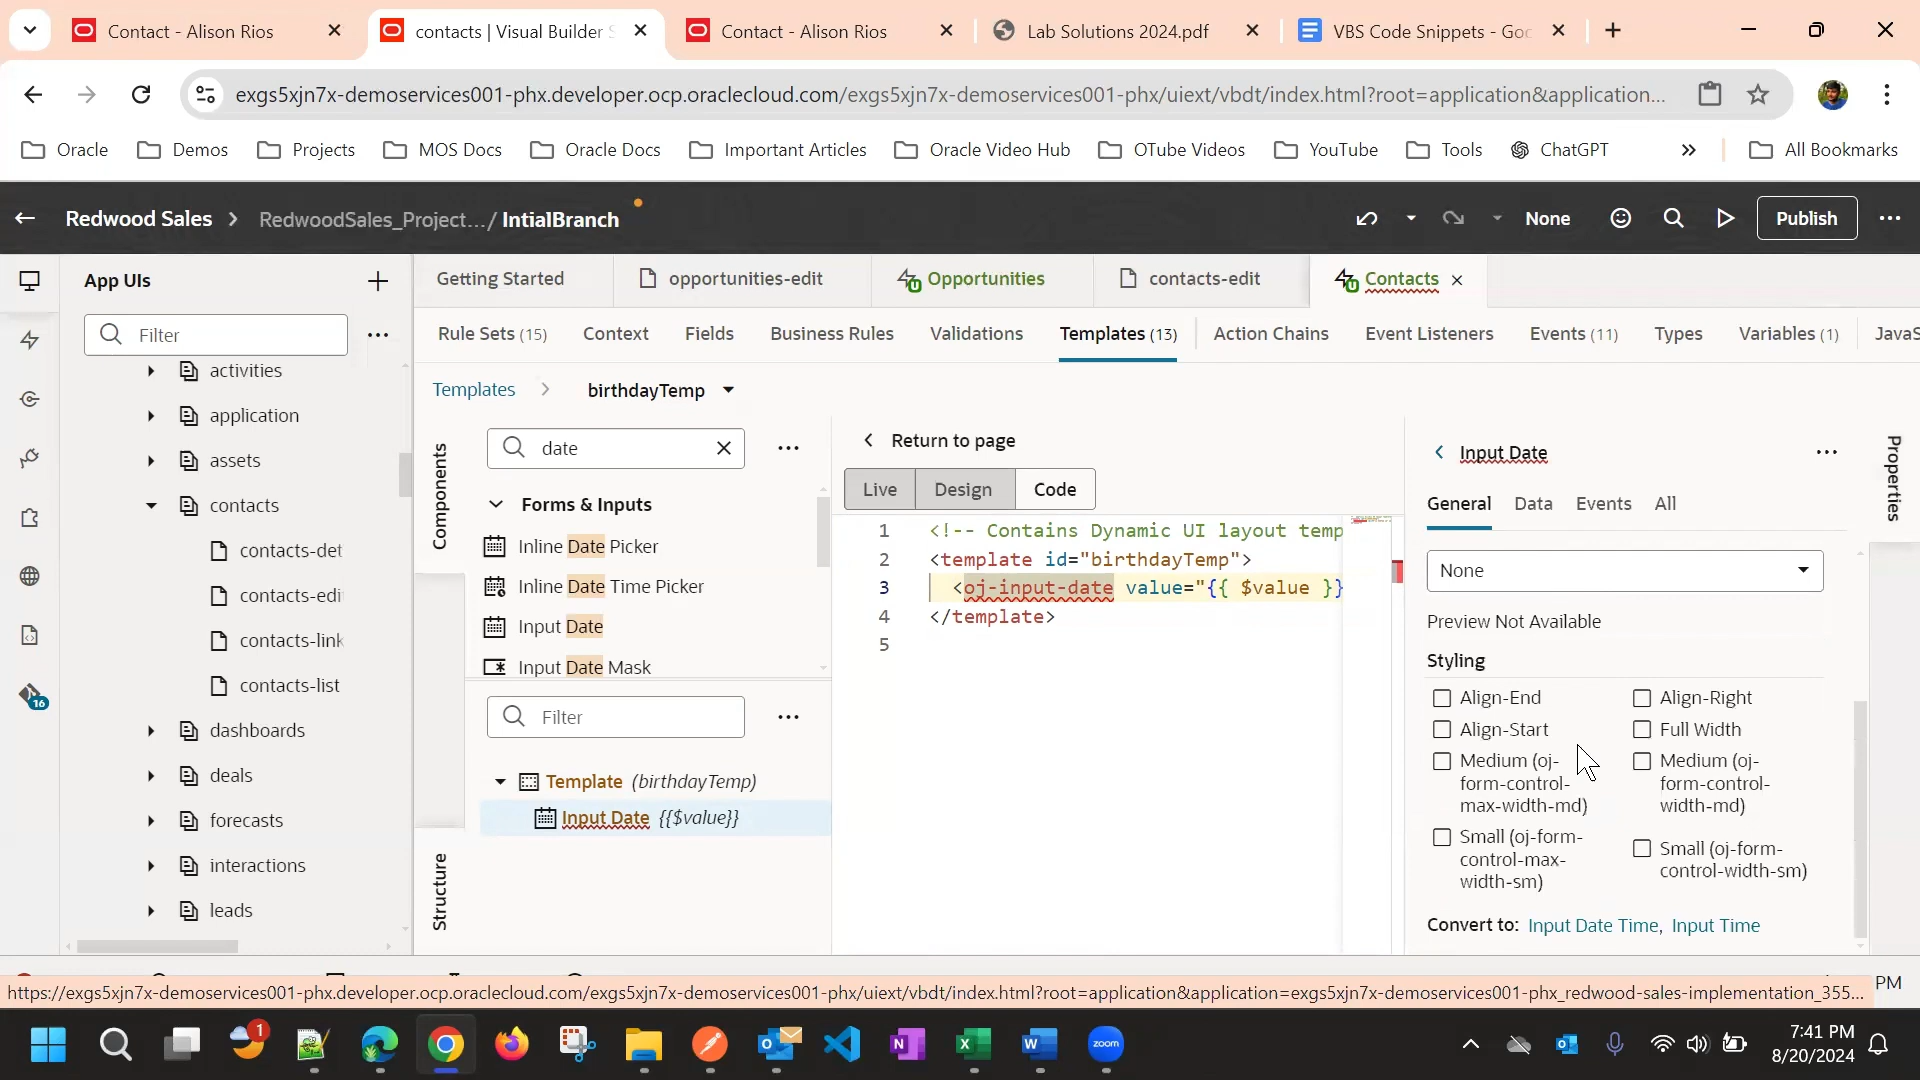 Contact - Alison Rios
contacts | Visual Builder S
Contact - Alison Rios
Lab Solutions 2024.pdf
VBS Code Snippets - Goo
exgs5xjn7x-demoservices001-phx.developer.ocp.oraclecloud.com/exgs5xjn7x-demoservices001-phx/uiext/vbdt/index.html?root=application&application...
Oracle
Demos
Projects
MOS Docs
Oracle Docs
Important Articles
Oracle Video Hub
OTube Videos
YouTube
Tools
ChatGPT
All Bookmarks
Redwood Sales
RedwoodSales_Project... / IntialBranch
None
Publish
App UIs
Getting Started
opportunities-edit
Opportunities
contacts-edit
Contacts
Filter
Rule Sets (15)
Context
Fields
Business Rules
Validations
Templates (13)
Action Chains
Event Listeners
Events (11)
Types
Variables (1)
JavaS
activities
application
assets
contacts
contacts-det
contacts-edi
contacts-link
contacts-list
dashboards
deals
forecasts
interactions
leads
16
Templates
birthdayTemp
Components
date
Forms & Inputs
Inline Date Picker
Inline Date Time Picker
Input Date
Input Date Mask
Structure
Filter
Template (birthdayTemp)
Input Date {{$value}}
Return to page
Live
Design
Code
1 <!-- Contains Dynamic UI layout temp
2 <template id="birthdayTemp">
3 <oj-input-date value="{{ $value }}
4 </template>
5
Input Date
Properties
General
Data
Events
All
None
Preview Not Available
Styling
Align-End
Align-Right
Align-Start
Full Width
Medium (oj-
form-control-
max-width-md)
Medium (oj-
form-control-
width-md)
Small (oj-form-
control-max-
width-sm)
Small (oj-form-
control-width-sm)
Convert to: Input Date Time, Input Time
https://exgs5xjn7x-demoservices001-phx.developer.ocp.oraclecloud.com/exgs5xjn7x-demoservices001-phx/uiext/vbdt/index.html?root=application&application=exgs5xjn7x-demoservices001-phx_redwood-sales-implementation_355...
PM
1
zoom
7:41 PM
8/20/2024